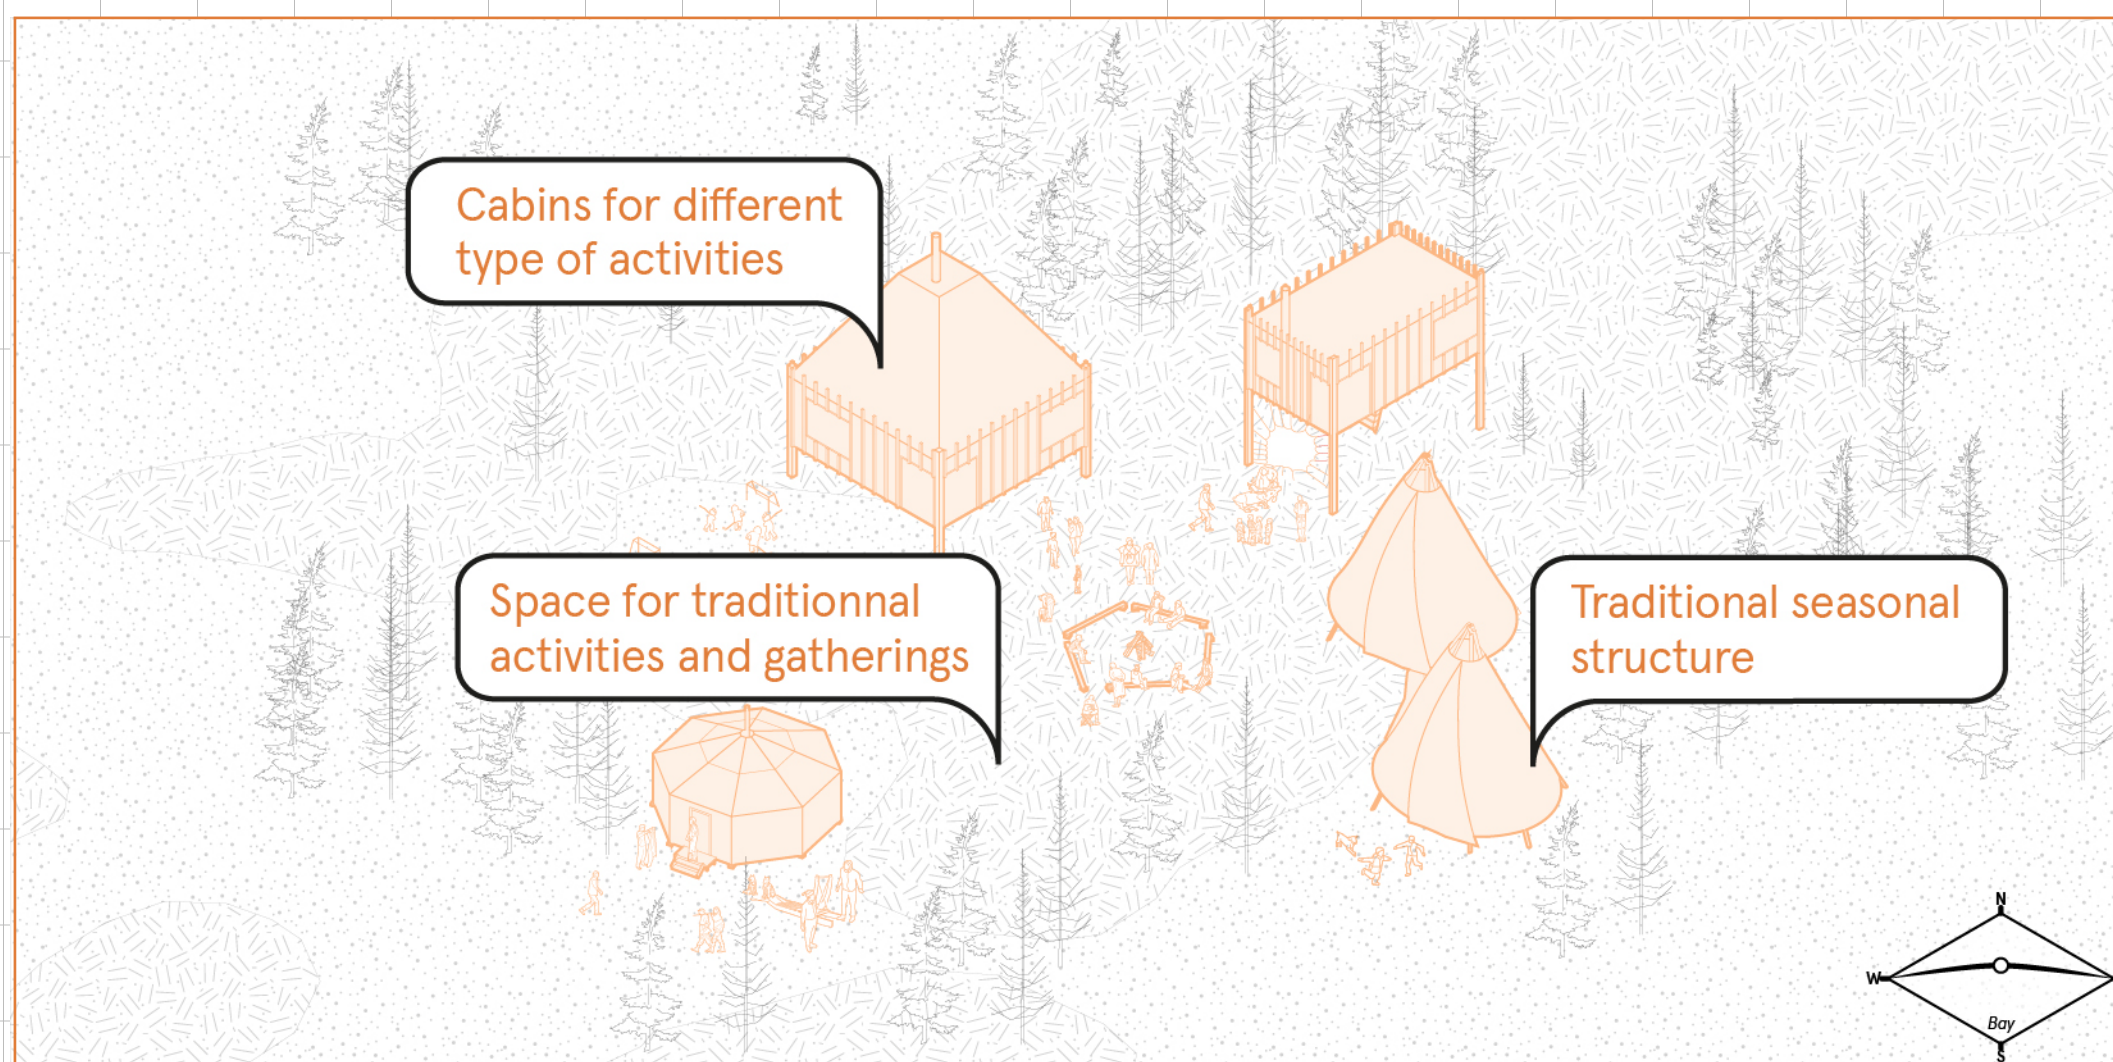 Cabins for different
type of activities
Space for traditionnal
activities and gatherings
Traditional seasonal
structure
N
W
Bay
S